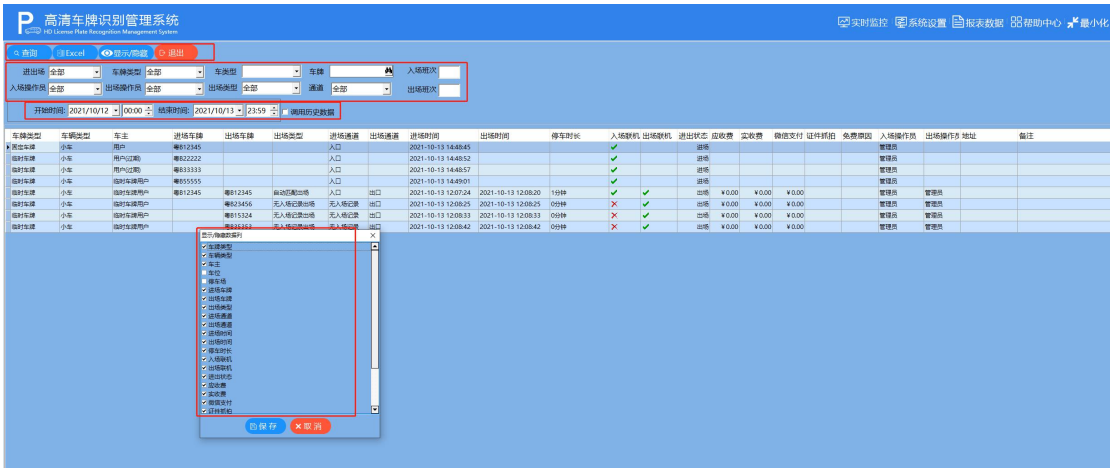 P 高清车牌识别管理系统
HD License Plate Recognition Management System
实时监控 系统设置 报表数据 帮助中心 最小化
查询 Excel 显示/隐藏 退出
进出场 全部 车牌类型 全部 车类型 车牌 入场班次
入场操作员 全部 出场操作员 全部 出场类型 全部 通道 全部 出场班次
开始时间: 2021/10/12 00:00 结束时间: 2021/10/13 23:59 调用历史数据
车牌类型 车辆类型 车主 进场车牌 出场车牌 出场类型 进场通道 出场通道 进场时间 出场时间 停车时长 入场联机 出场联机 进出状态 应收费 实收费 微信支付 证件抓拍 免费原因 入场操作员 出场操作员 地址 备注
固定车牌 小车 用户 粤B12345 入口 2021-10-13 14:48:45 进场 管理员
临时车牌 小车 用户(过期) 粤B22222 入口 2021-10-13 14:48:52 进场 管理员
临时车牌 小车 用户(过期) 粤B33333 入口 2021-10-13 14:48:57 进场 管理员
临时车牌 小车 临时车牌用户 粤B55555 入口 2021-10-13 14:49:01 进场 管理员
临时车牌 小车 临时车牌用户 粤B12345 粤B12345 自动匹配出场 入口 出口 2021-10-13 12:07:24 2021-10-13 12:08:20 1分钟 出场 ¥0.00 ¥0.00 ¥0.00 管理员 管理员
临时车牌 小车 临时车牌用户 粤B23456 无入场记录出场 无入场记录 出口 2021-10-13 12:08:25 2021-10-13 12:08:25 0分钟 出场 ¥0.00 ¥0.00 ¥0.00 管理员 管理员
临时车牌 小车 临时车牌用户 粤B15324 无入场记录出场 无入场记录 出口 2021-10-13 12:08:33 2021-10-13 12:08:33 0分钟 出场 ¥0.00 ¥0.00 ¥0.00 管理员 管理员
临时车牌 小车 临时车牌用户 粤B25353 无入场记录出场 无入场记录 出口 2021-10-13 12:08:42 2021-10-13 12:08:42 0分钟 出场 ¥0.00 ¥0.00 ¥0.00 管理员 管理员
显示/隐藏数据列
车牌类型
车辆类型
车主
车位
停车场
进场车牌
出场车牌
出场类型
进场通道
出场通道
进场时间
出场时间
停车时长
入场联机
出场联机
进出状态
应收费
实收费
微信支付
证件抓拍
保存 取消